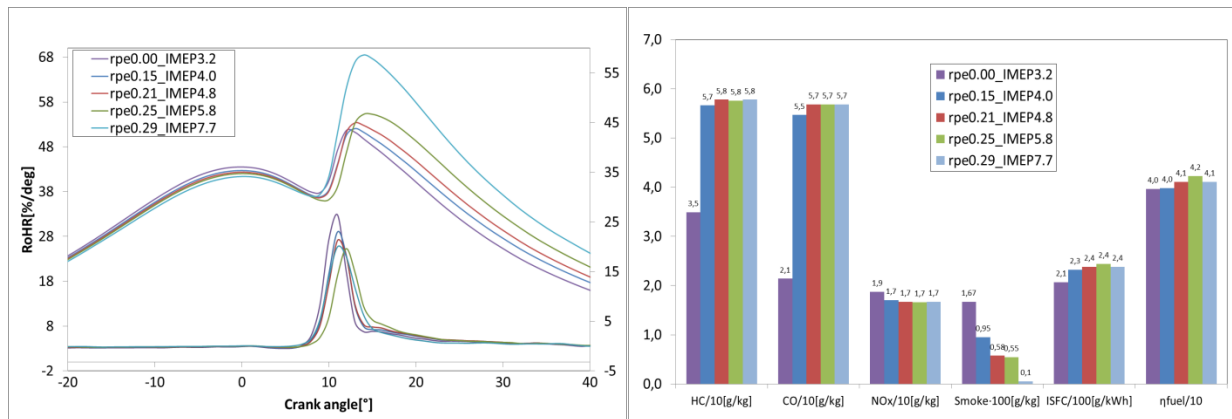 68
58
48
38
28
18
8
-2
RoHR[%/deg]
rpe0.00_IMEP3.2
rpe0.15_IMEP4.0
rpe0.21_IMEP4.8
rpe0.25_IMEP5.8
rpe0.29_IMEP7.7
55
45
35
25
15
5
-5
-20
-10
0
10
20
30
40
Crank angle[°]
7,0
6,0
5,0
4,0
3,0
2,0
1,0
0,0
rpe0.00_IMEP3.2
rpe0.15_IMEP4.0
rpe0.21_IMEP4.8
rpe0.25_IMEP5.8
rpe0.29_IMEP7.7
3,5 5,7 5,8 5,8 5,8
2,1 5,5 5,7 5,7 5,7
1,9 1,7 1,7 1,7 1,7
1,67 0,95 0,58 0,55 0,1
2,1 2,3 2,4 2,4 2,4
4,0 4,0 4,1 4,2 4,1
HC/10[g/kg]
CO/10[g/kg]
NOx/10[g/kg]
Smoke·100[g/kg]
ISFC/100[g/kWh]
ηfuel/10